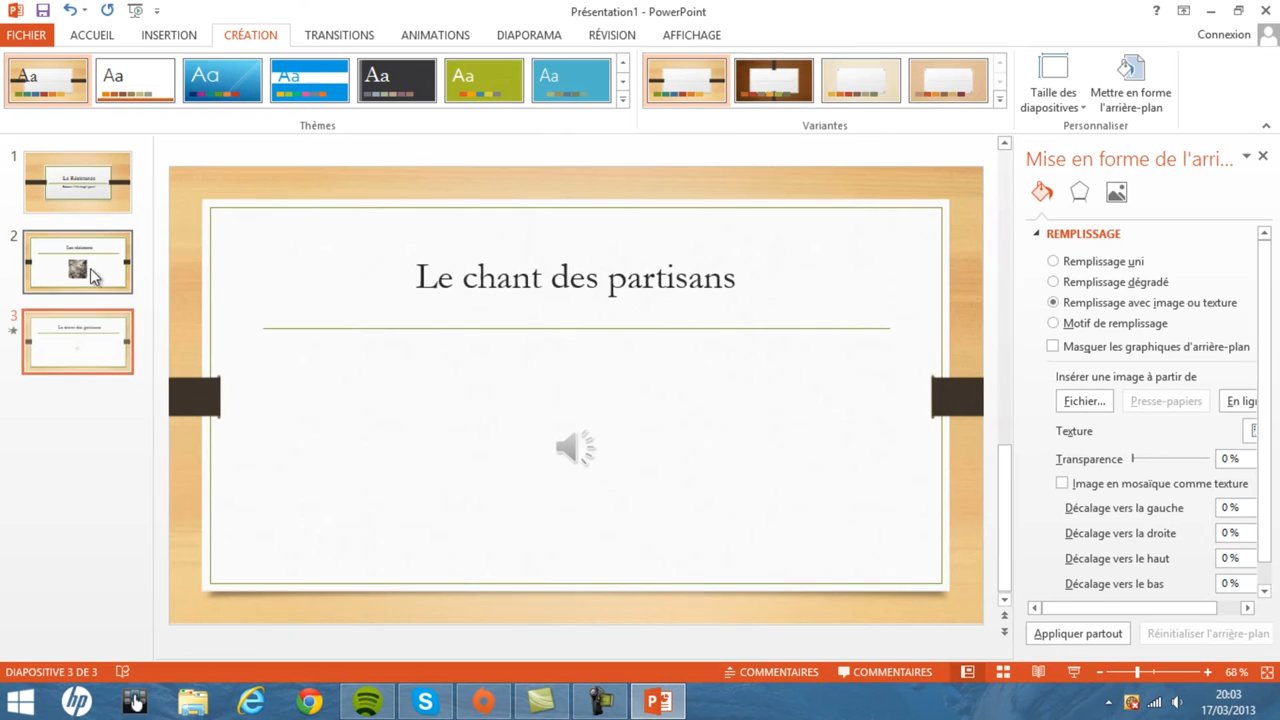 Présentation1 - PowerPoint
?
FICHIER ACCUEIL INSERTION CRÉATION TRANSITIONS ANIMATIONS DIAPORAMA RÉVISION AFFICHAGE Connexion
Aa Aa Aa Aa Aa Aa Aa
Taille des diapositives
Mettre en forme l'arrière-plan
Thèmes Variantes Personnaliser
1
2
3
Le chant des partisans
Mise en forme de l'arri...
REMPLISSAGE
Remplissage uni
Remplissage dégradé
Remplissage avec image ou texture
Motif de remplissage
Masquer les graphiques d'arrière-plan
Insérer une image à partir de
Fichier... Presse-papiers En lig
Texture
Transparence 0 %
Image en mosaïque comme texture
Décalage vers la gauche 0 %
Décalage vers la droite 0 %
Décalage vers le haut 0 %
Décalage vers le bas 0 %
Appliquer partout Réinitialiser l'arrière-plan
DIAPOSITIVE 3 DE 3 COMMENTAIRES COMMENTAIRES 68 %
20:03
17/03/2013